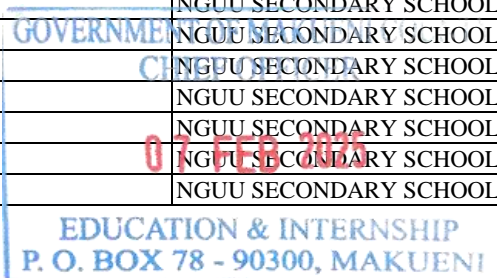 NGUU SECONDARY SCHOOL
GOVERNMENT OF MAKUENI
NGUU SECONDARY SCHOOL
CHIEF OFFICER
NGUU SECONDARY SCHOOL
NGUU SECONDARY SCHOOL
NGUU SECONDARY SCHOOL
07 FEB 2025
NGUU SECONDARY SCHOOL
NGUU SECONDARY SCHOOL
EDUCATION & INTERNSHIP
P. O. BOX 78 - 90300, MAKUENI